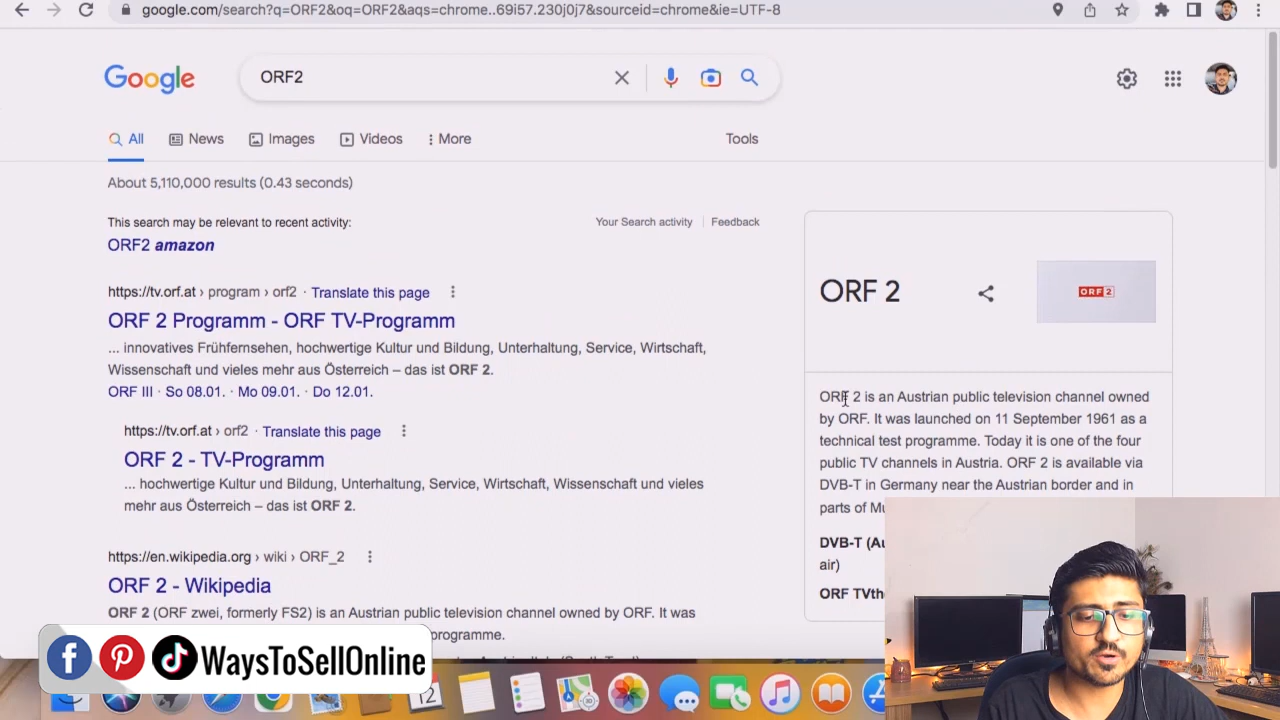 google.com/search?q=ORF2&oq=ORF2&aqs=chrome..69i57.230j0j7&sourceid=chrome&ie=UTF-8
Google
ORF2
All
News
Images
Videos
More
Tools
About 5,110,000 results (0.43 seconds)
This search may be relevant to recent activity:
Your Search activity
Feedback
ORF2 amazon
https://tv.orf.at › program › orf2 · Translate this page
ORF 2 Programm - ORF TV-Programm
... innovatives Frühfernsehen, hochwertige Kultur und Bildung, Unterhaltung, Service, Wirtschaft,
Wissenschaft und vieles mehr aus Österreich – das ist ORF 2.
ORF III · So 08.01. · Mo 09.01. · Do 12.01.
https://tv.orf.at › orf2 · Translate this page
ORF 2 - TV-Programm
... hochwertige Kultur und Bildung, Unterhaltung, Service, Wirtschaft, Wissenschaft und vieles
mehr aus Österreich – das ist ORF 2.
https://en.wikipedia.org › wiki › ORF_2
ORF 2 - Wikipedia
ORF 2 (ORF zwei, formerly FS2) is an Austrian public television channel owned by ORF. It was
programme.
ORF 2
ORF 2
ORF 2 is an Austrian public television channel owned
by ORF. It was launched on 11 September 1961 as a
technical test programme. Today it is one of the four
public TV channels in Austria. ORF 2 is available via
DVB-T in Germany near the Austrian border and in
parts of
DVB-T
air)
ORF
WaysToSellOnline
12